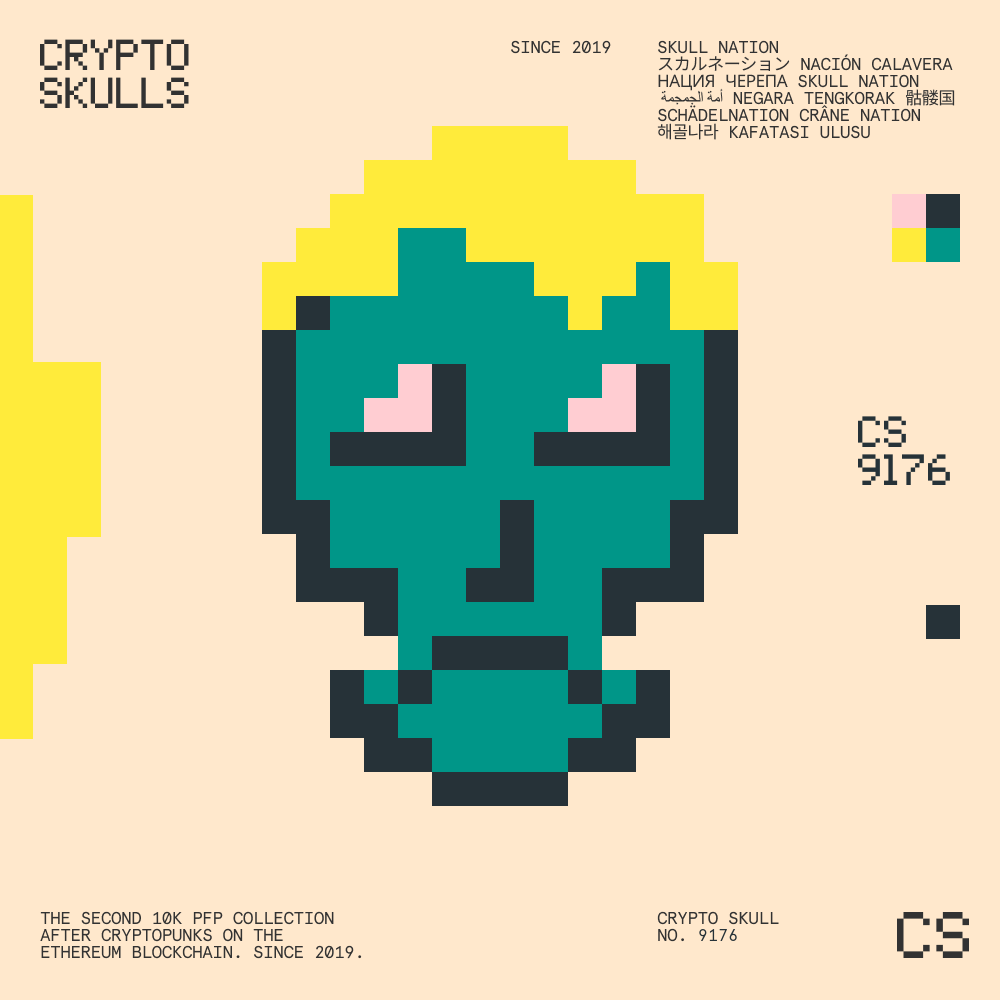 CRYPTO
SKULLS
SINCE 2019
SKULL NATION
スカルネーション NACIÓN CALAVERA
НАЦИЯ ЧЕРЕПА SKULL NATION
أمة الجمجمة NEGARA TENGKORAK 骷髅国
SCHÄDELNATION CRÂNE NATION
해골나라 KAFATASI ULUSU
CS
9176
THE SECOND 10K PFP COLLECTION
AFTER CRYPTOPUNKS ON THE
ETHEREUM BLOCKCHAIN. SINCE 2019.
CRYPTO SKULL
NO. 9176
CS